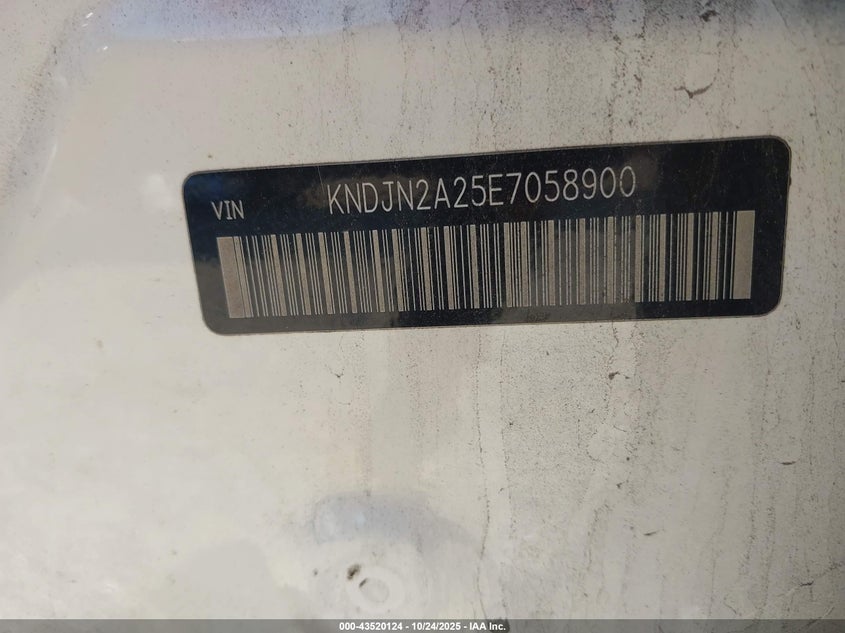 VIN KNDJN2A25E7058900
000-43520124 - 10/24/2025 - IAA Inc.